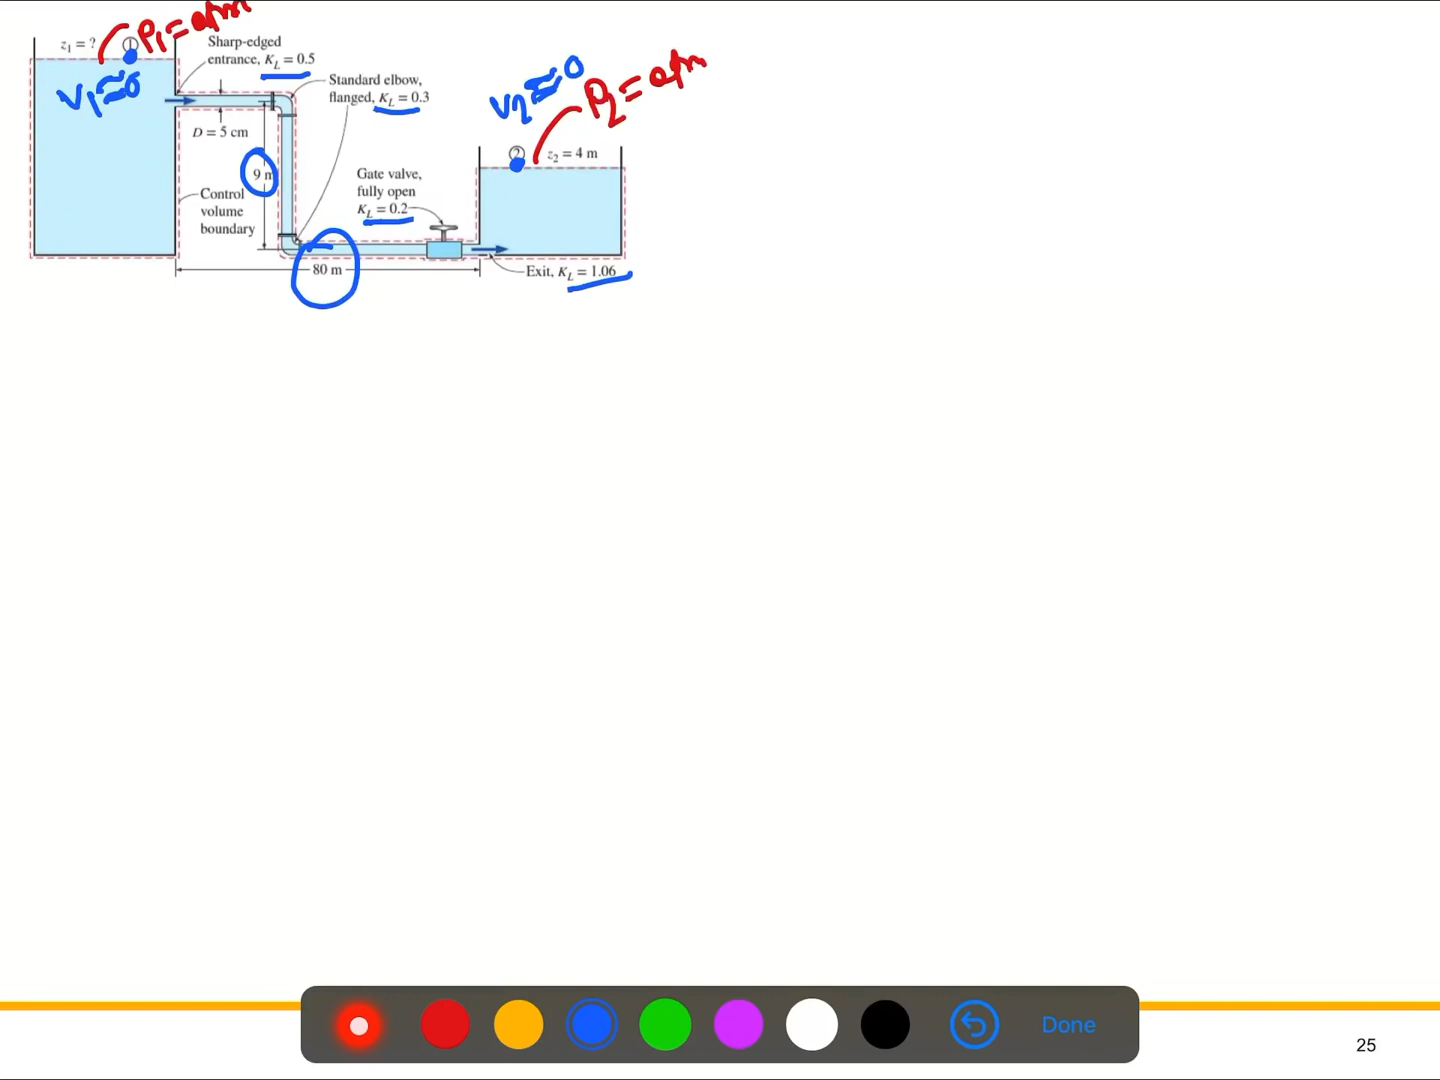 z₁ = ?
①
P₁ = atm
V₁ ≅ 0
Sharp-edged
entrance, K_L = 0.5
Standard elbow,
flanged, K_L = 0.3
D = 5 cm
9 m
Control
volume
boundary
Gate valve,
fully open
K_L = 0.2
V₂ ≅ 0
P₂ = atm
②
z₂ = 4 m
80 m
Exit, K_L = 1.06
Done
25